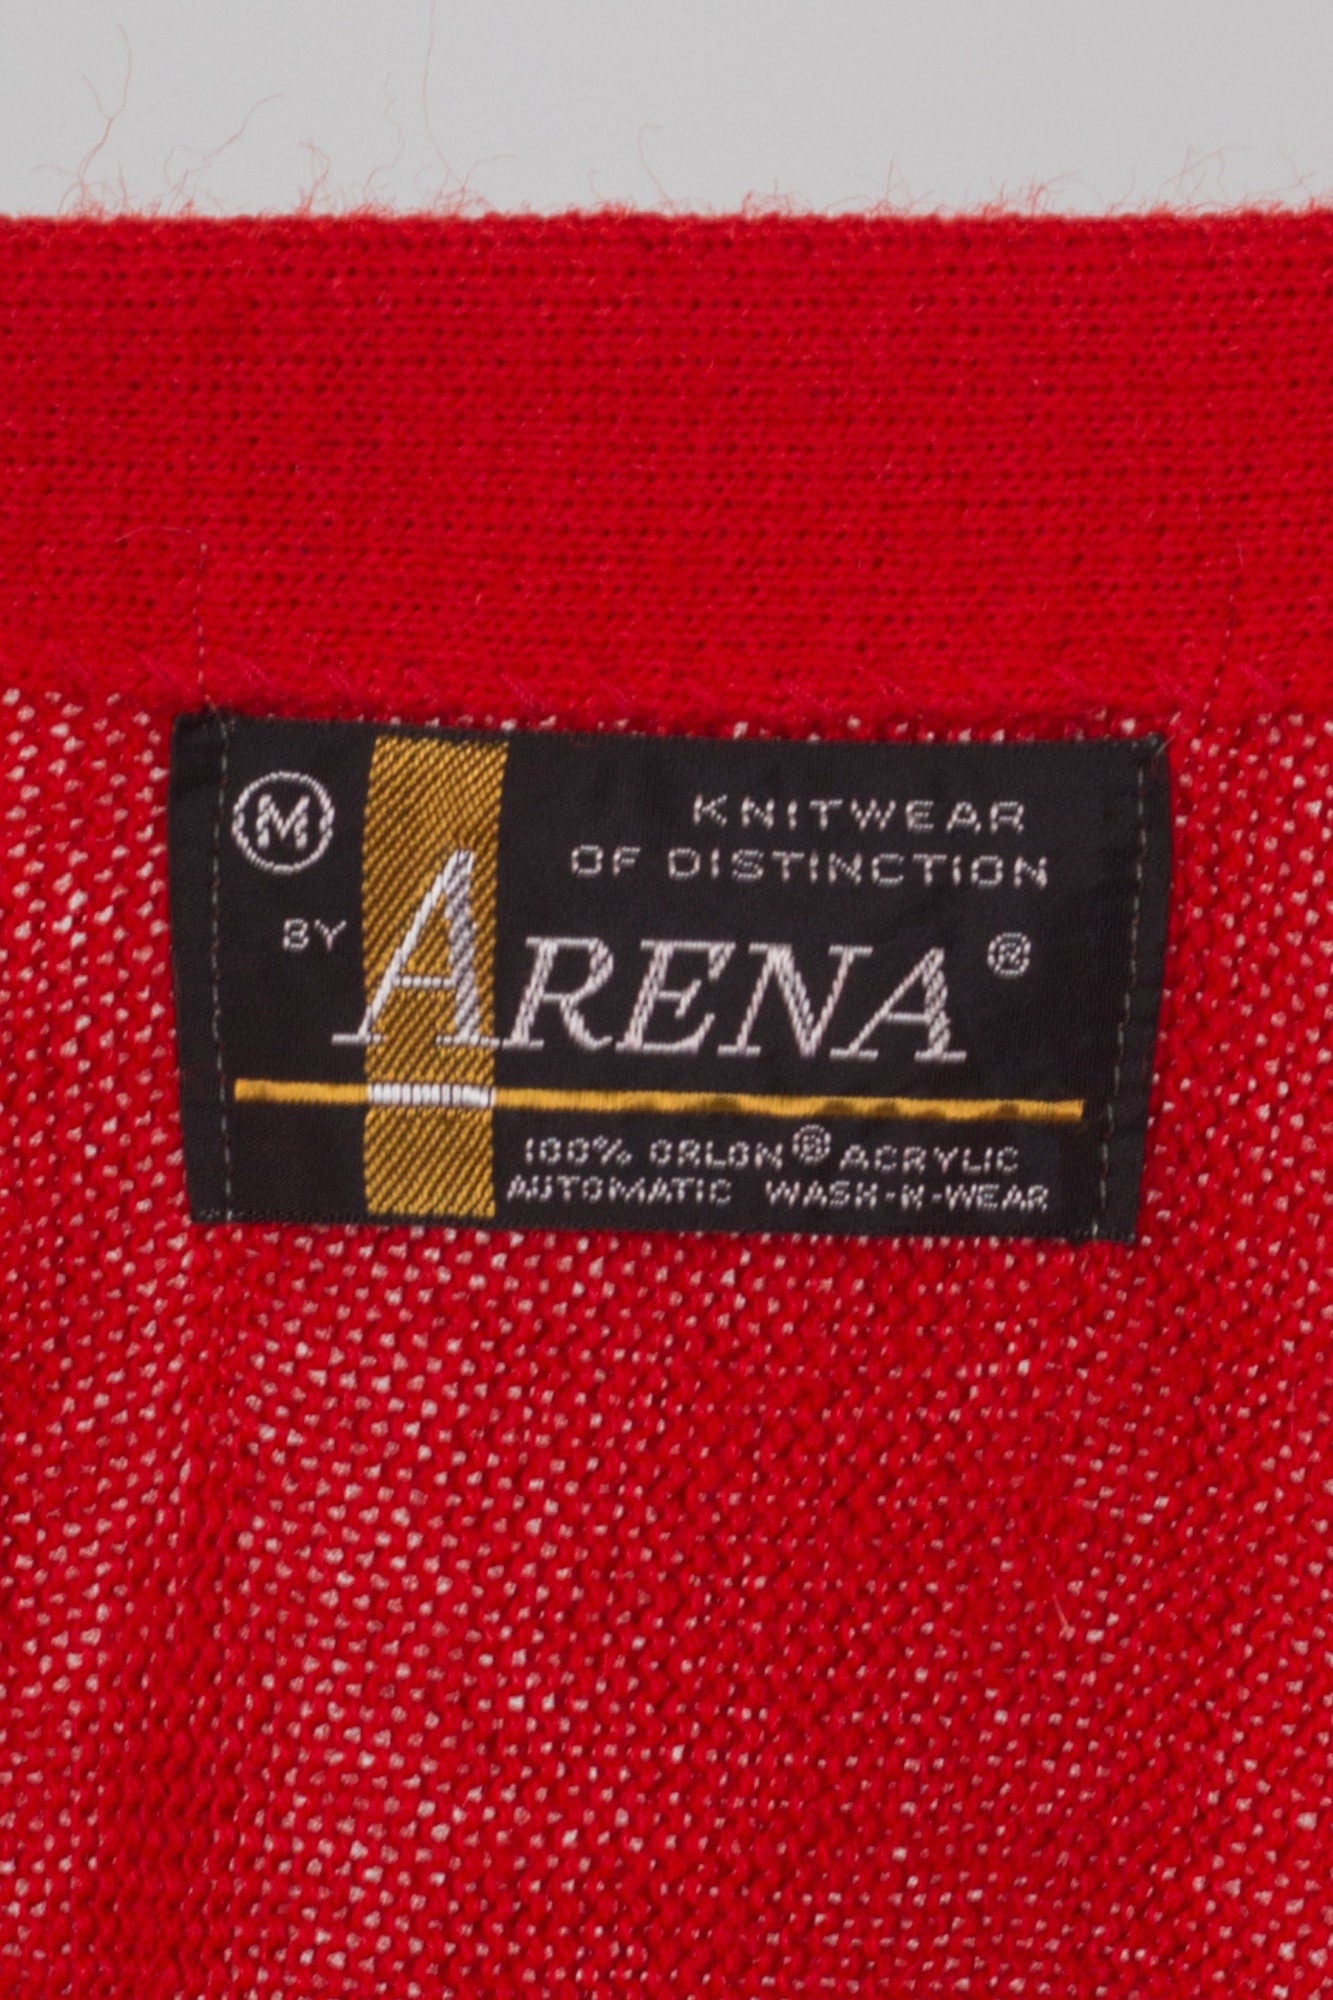 M
KNITWEAR
OF DISTINCTION
BY ARENA ®
100% ORLON ® ACRYLIC
AUTOMATIC WASH-N-WEAR